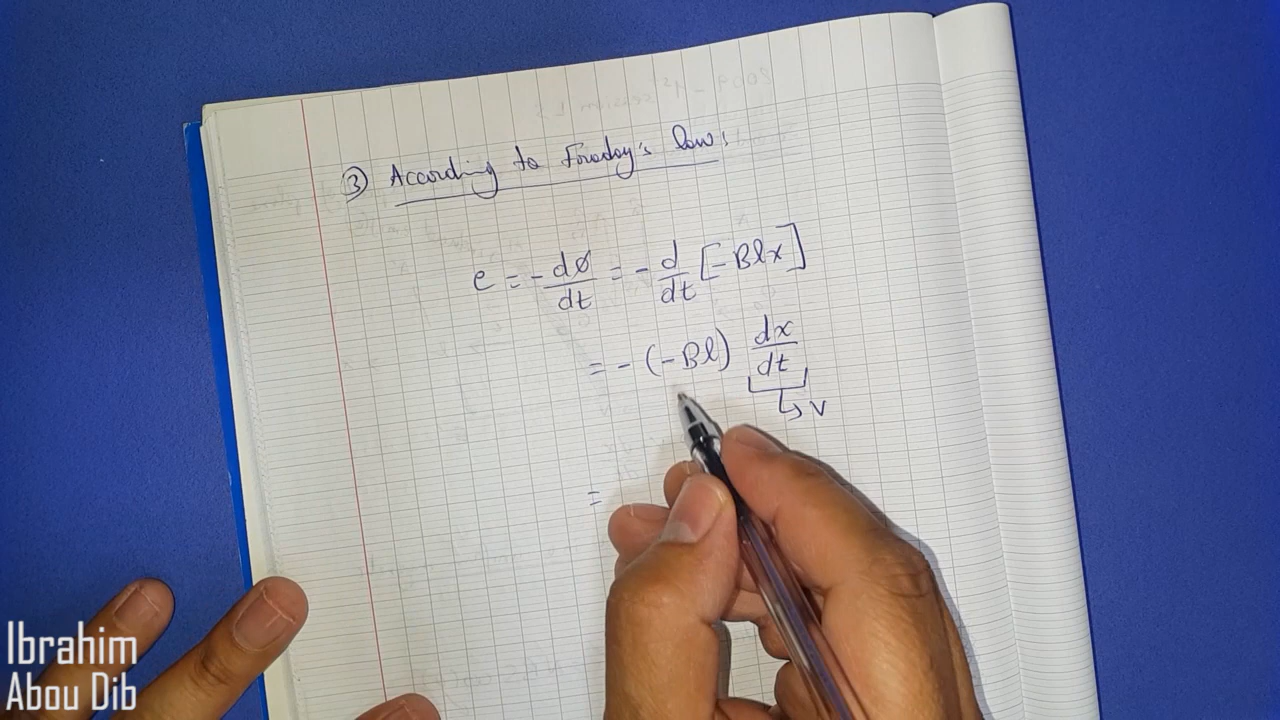 ③ According to Faraday's law:
e = - dφ/dt = - d/dt [- Blx]
= - (- Bl) dx/dt
↳ v
=
Ibrahim
Abou Dib